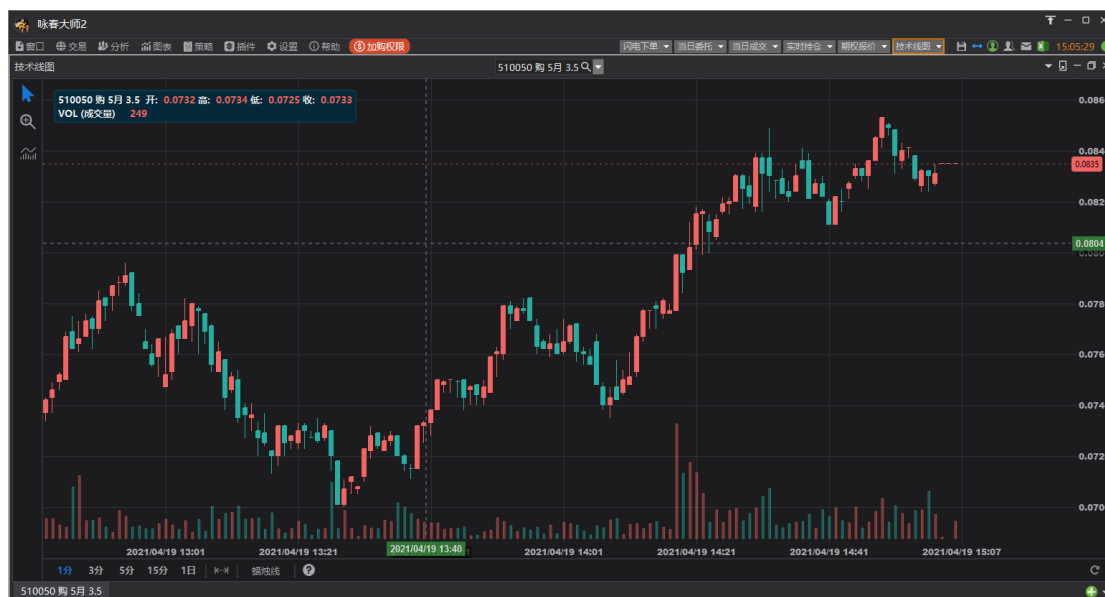 咏春大师2
窗口 交易 分析 图表 策略 插件 设置 帮助 加购权限 闪电下单 当日委托 当日成交 实时持仓 期权报价 技术线图 15:05:29
技术线图 510050 购 5月 3.5
510050 购 5月 3.5 开: 0.0732 高: 0.0734 低: 0.0725 收: 0.0733
VOL (成交量) 249
0.086
0.084
0.0835
0.082
0.0804
0.080
0.078
0.076
0.074
0.072
0.070
2021/04/19 13:01 2021/04/19 13:21 2021/04/19 13:40 2021/04/19 14:01 2021/04/19 14:21 2021/04/19 14:41 2021/04/19 15:07
1分 3分 5分 15分 1日 蜡烛线
510050 购 5月 3.5